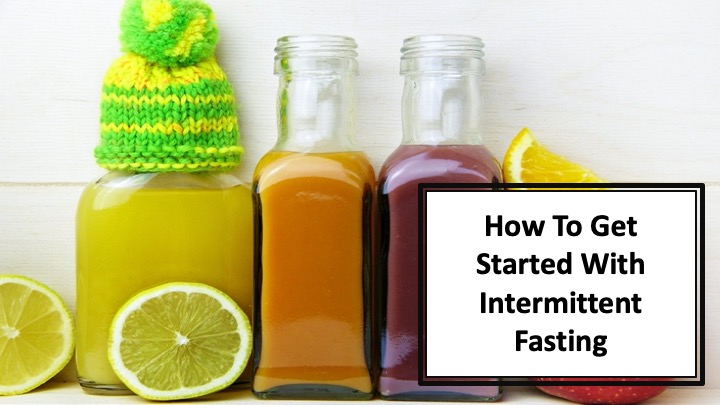 How To Get
Started With
Intermittent
Fasting